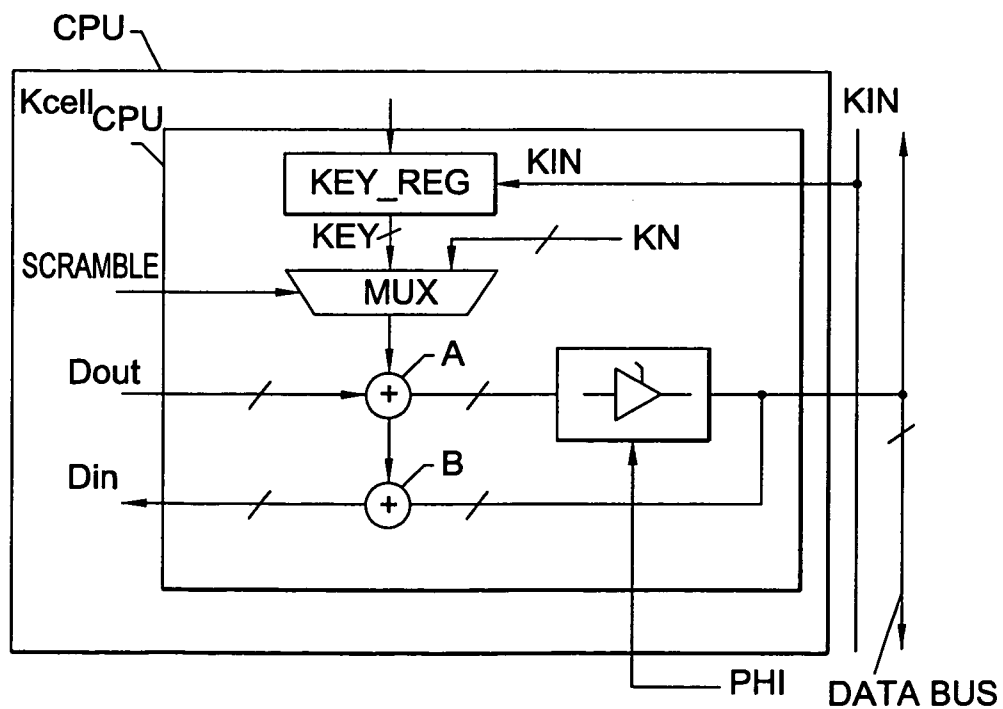 CPU
Kcell CPU
KIN
KIN
KEY_REG
KEY
KN
SCRAMBLE
MUX
A
Dout
+
B
Din
+
PHI
DATA BUS